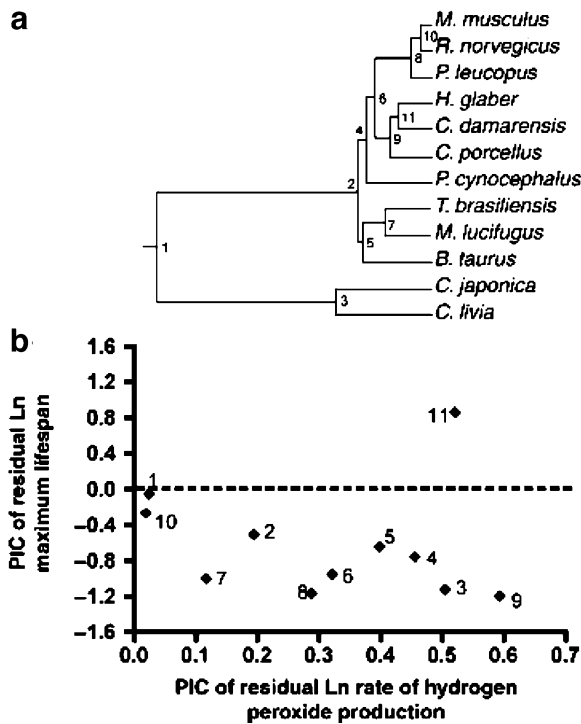 a
M. musculus
10
R. norvegicus
8
P. leucopus
6
H. glaber
11
C. damarensis
4
9
C. porcellus
2
P. cynocephalus
T. brasiliensis
7
M. lucifugus
5
B. taurus
1
C. japonica
3
C. livia
b
PIC of residual Ln
maximum lifespan
1.6
1.2
0.8
0.4
0.0
−0.4
−0.8
−1.2
−1.6
11
1
10
2
5
4
7
6
8
3
9
0.0 0.1 0.2 0.3 0.4 0.5 0.6 0.7
PIC of residual Ln rate of hydrogen
peroxide production